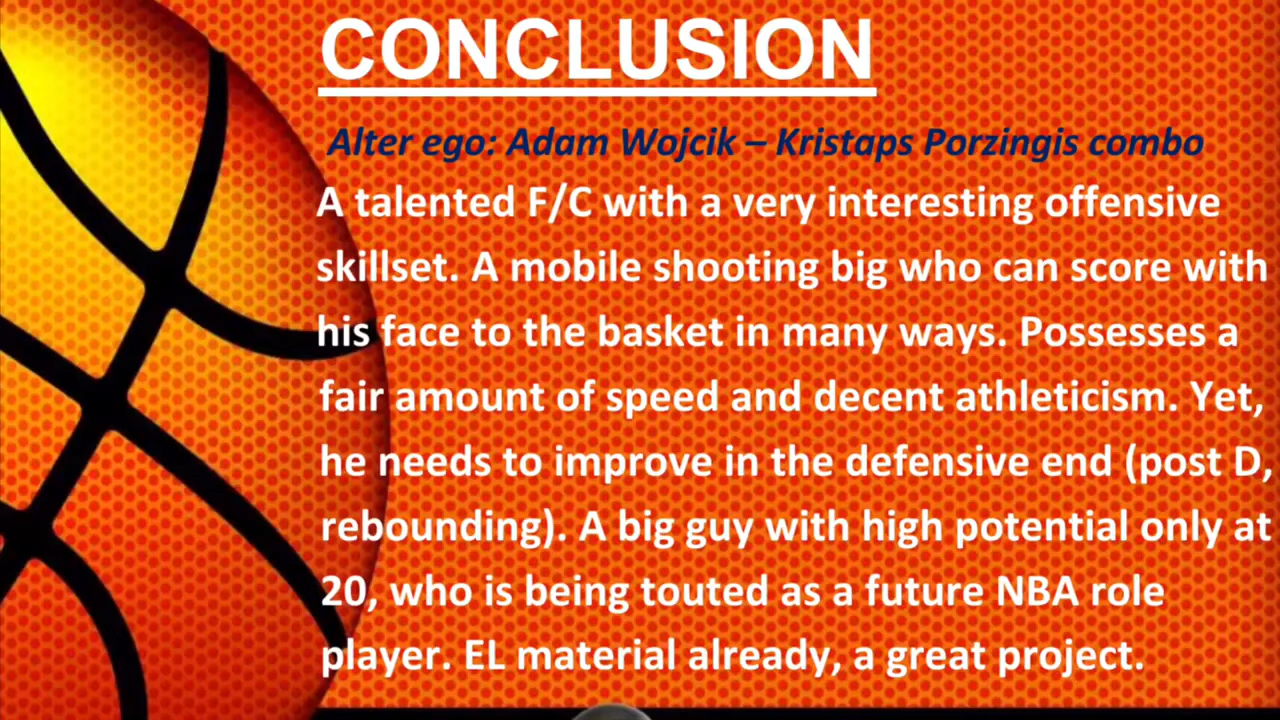 CONCLUSION
Alter ego: Adam Wojcik – Kristaps Porzingis combo
A talented F/C with a very interesting offensive
skillset. A mobile shooting big who can score with
his face to the basket in many ways. Possesses a
fair amount of speed and decent athleticism. Yet,
he needs to improve in the defensive end (post D,
rebounding). A big guy with high potential only at
20, who is being touted as a future NBA role
player. EL material already, a great project.